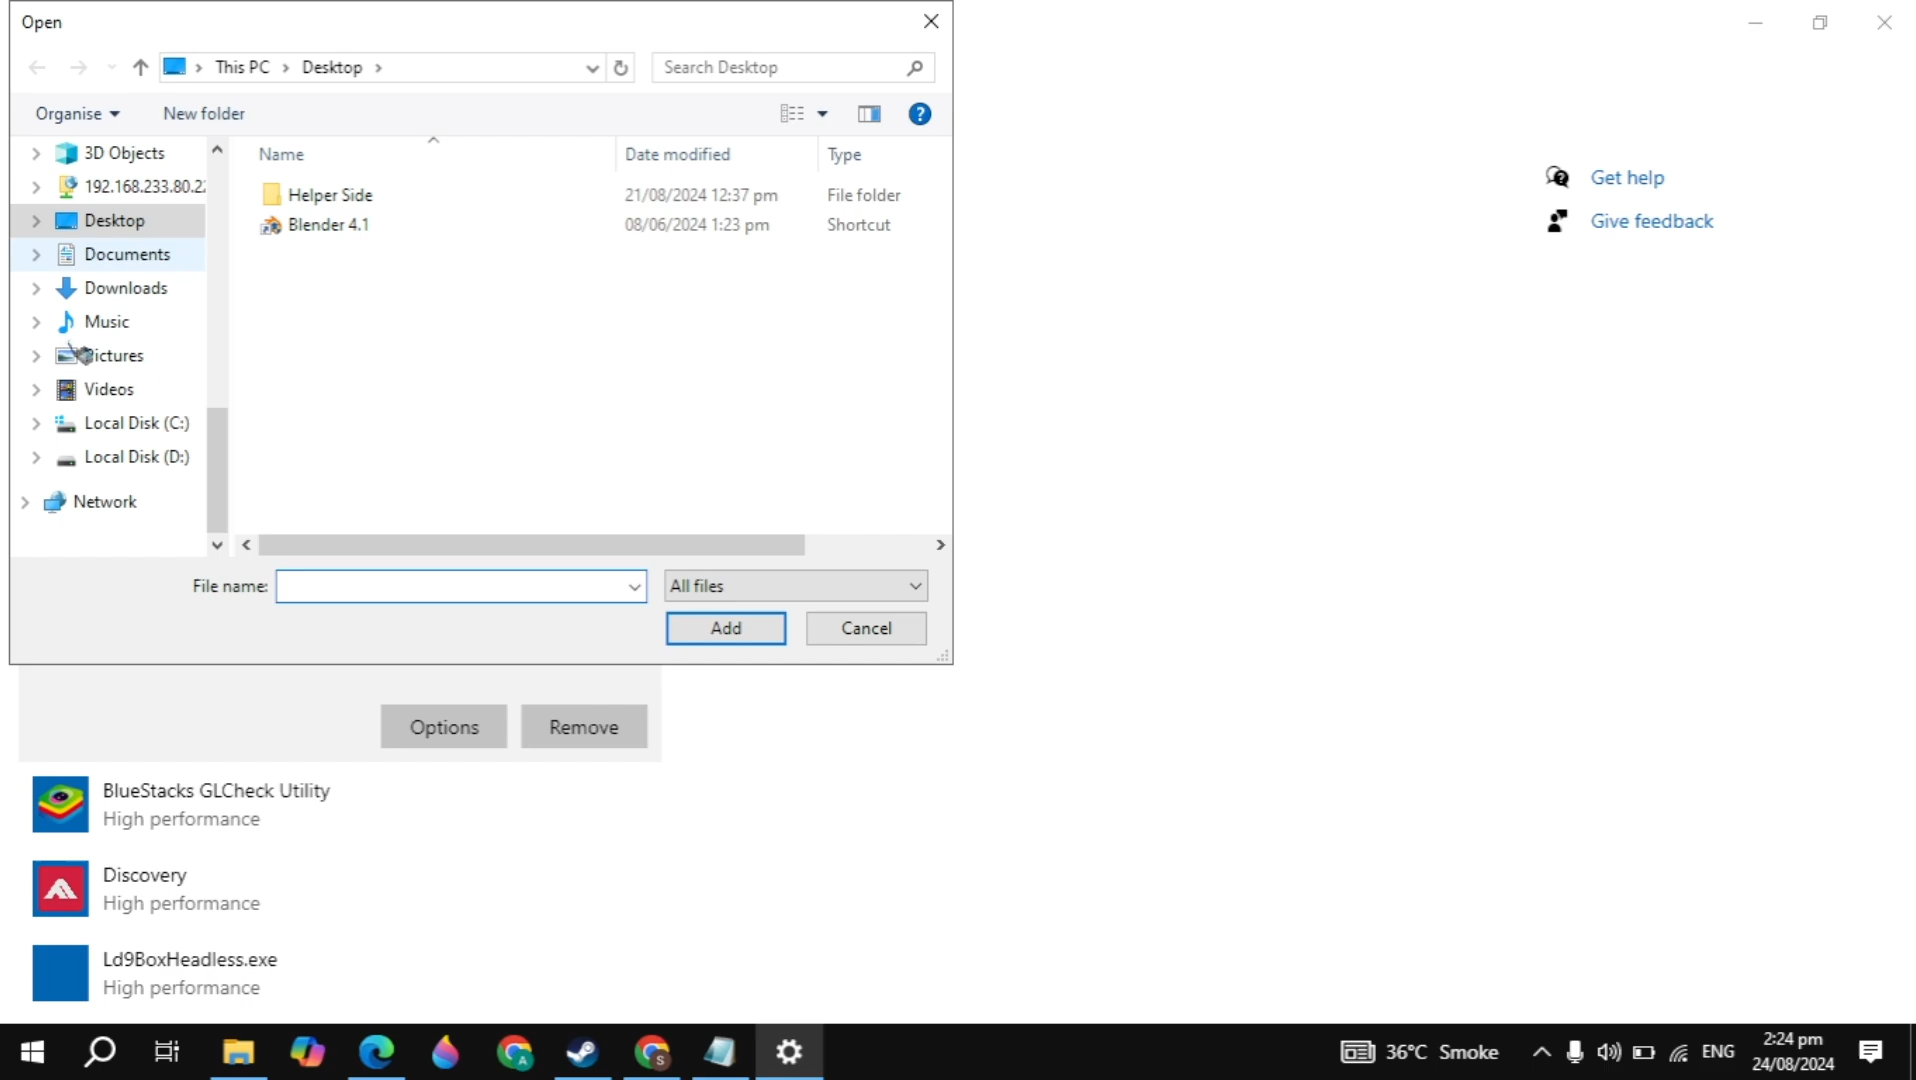 Open
This PC
Desktop
Search Desktop
Organise
New folder
?
Name
Date modified
Type
3D Objects
192.168.233.80.2
Desktop
Documents
Downloads
Music
ictures
Videos
Local Disk (C:)
Local Disk (D:)
Network
Helper Side
21/08/2024 12:37 pm
File folder
Blender 4.1
08/06/2024 1:23 pm
Shortcut
File name:
All files
Add
Cancel
Get help
Give feedback
Options
Remove
BlueStacks GLCheck Utility
High performance
Discovery
High performance
Ld9BoxHeadless.exe
High performance
A
S
36°C Smoke
ENG
2:24 pm
24/08/2024